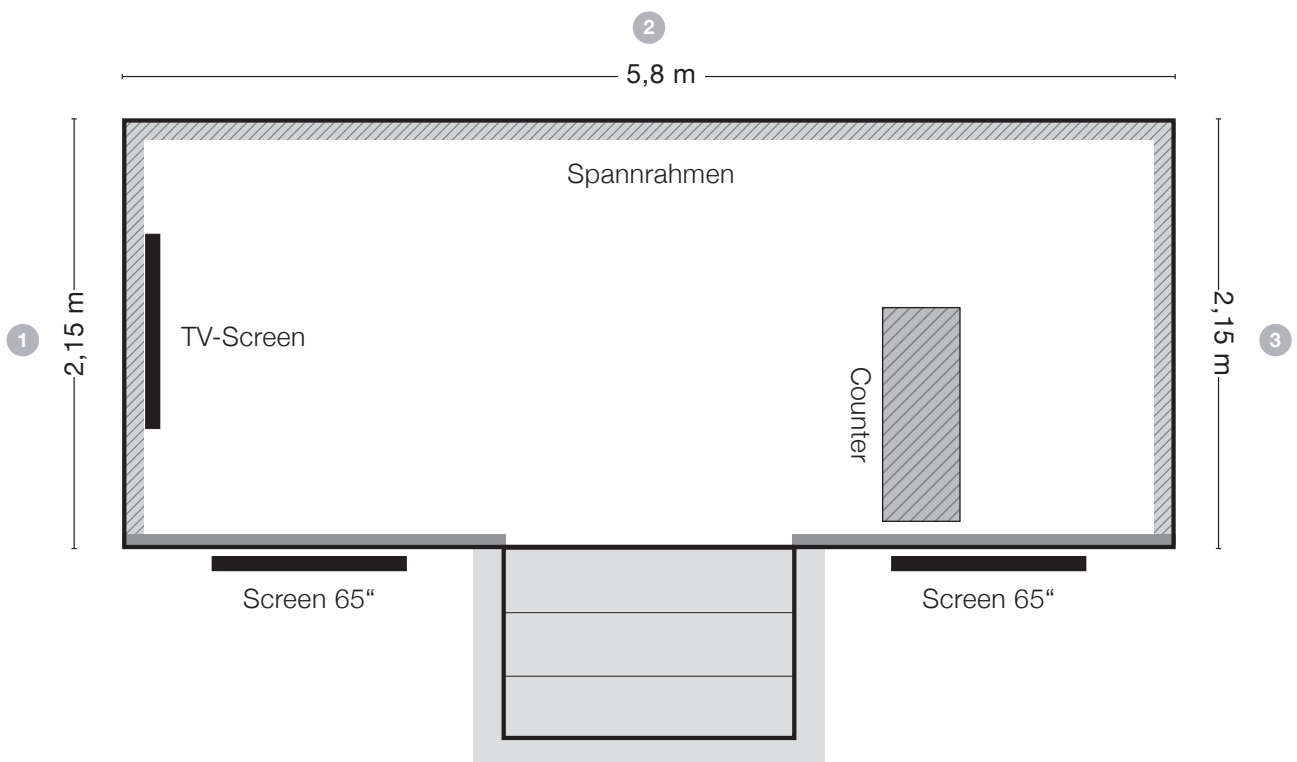 2
5,8 m
Spannrahmen
1
2,15 m
TV-Screen
Counter
2,15 m
3
Screen 65“
Screen 65“